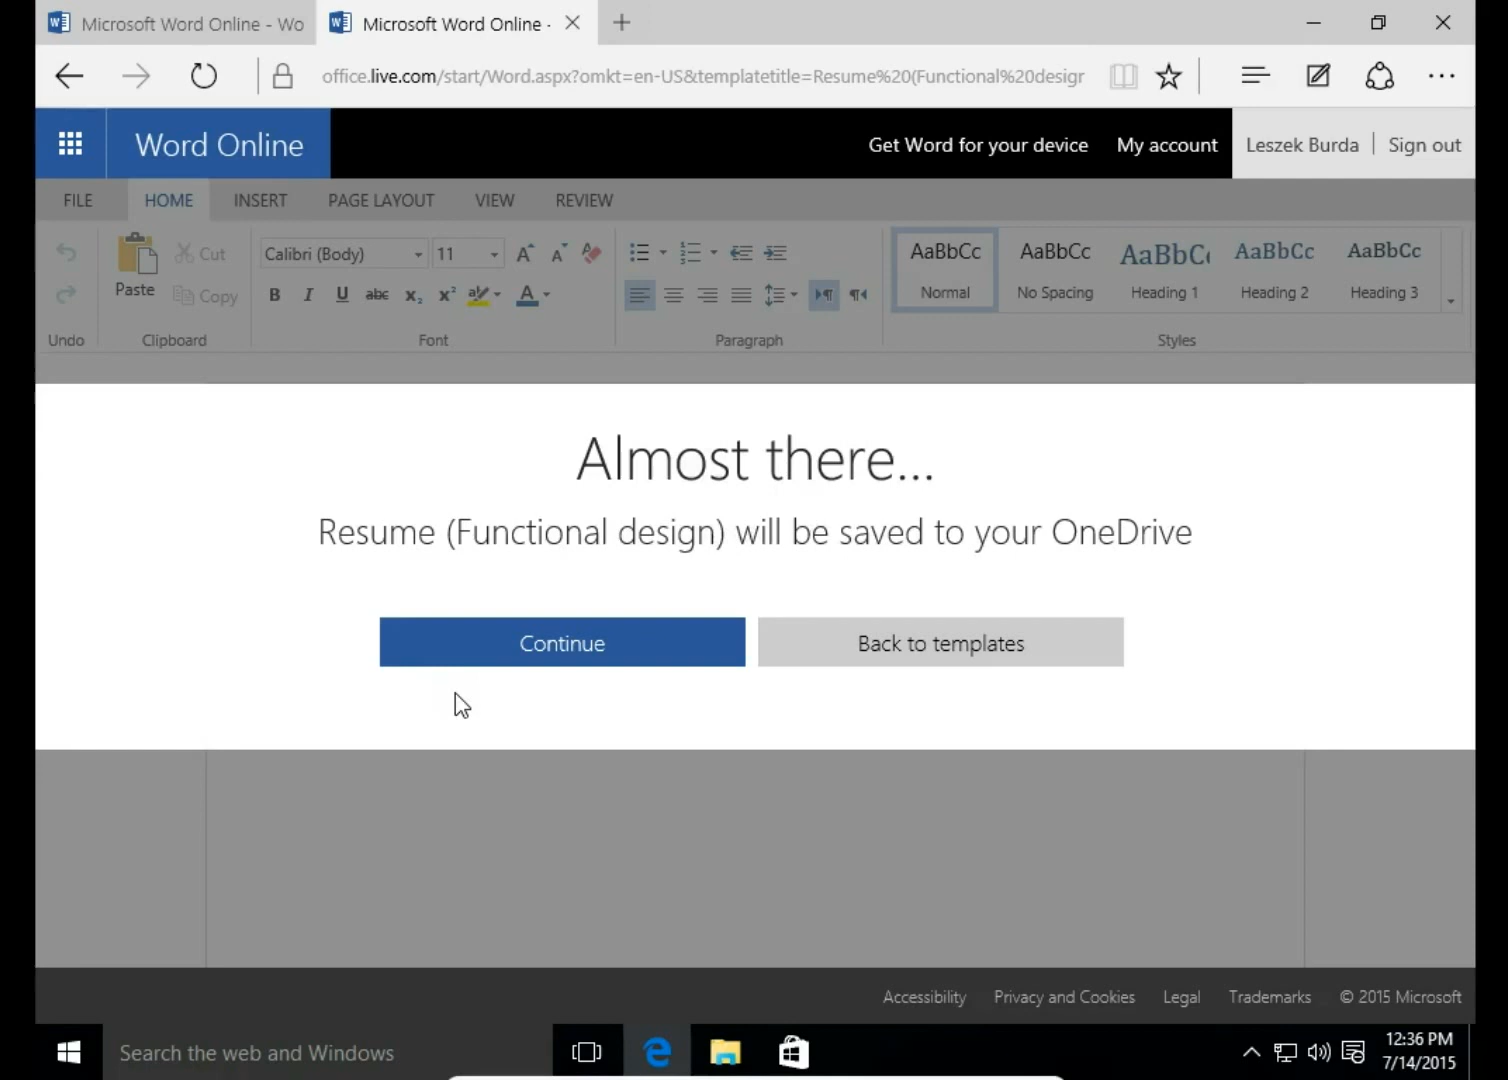 Microsoft Word Online - Wo
Microsoft Word Online -
office.live.com/start/Word.aspx?omkt=en-US&templatetitle=Resume%20(Functional%20design
Word Online
Get Word for your device
My account
Leszek Burda
Sign out
FILE
HOME
INSERT
PAGE LAYOUT
VIEW
REVIEW
Paste
Cut
Copy
Calibri (Body)
11
B I U abc x₂ x²
AaBbCc
AaBbCc
AaBbCc
AaBbCc
AaBbCc
Normal
No Spacing
Heading 1
Heading 2
Heading 3
Undo
Clipboard
Font
Paragraph
Styles
Almost there...
Resume (Functional design) will be saved to your OneDrive
Continue
Back to templates
Accessibility
Privacy and Cookies
Legal
Trademarks
© 2015 Microsoft
Search the web and Windows
12:36 PM
7/14/2015